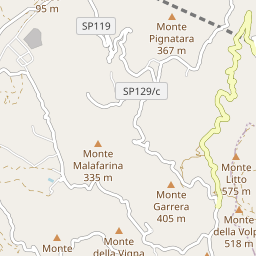 95 m
SP119
Monte
Pignatara
367 m
SP129/c
Monte
Malafarina
335 m
Monte
Litto
575 m
Monte
Garrera
405 m
Monte
della Volp
518 m
Monte
della Vigna
Monte